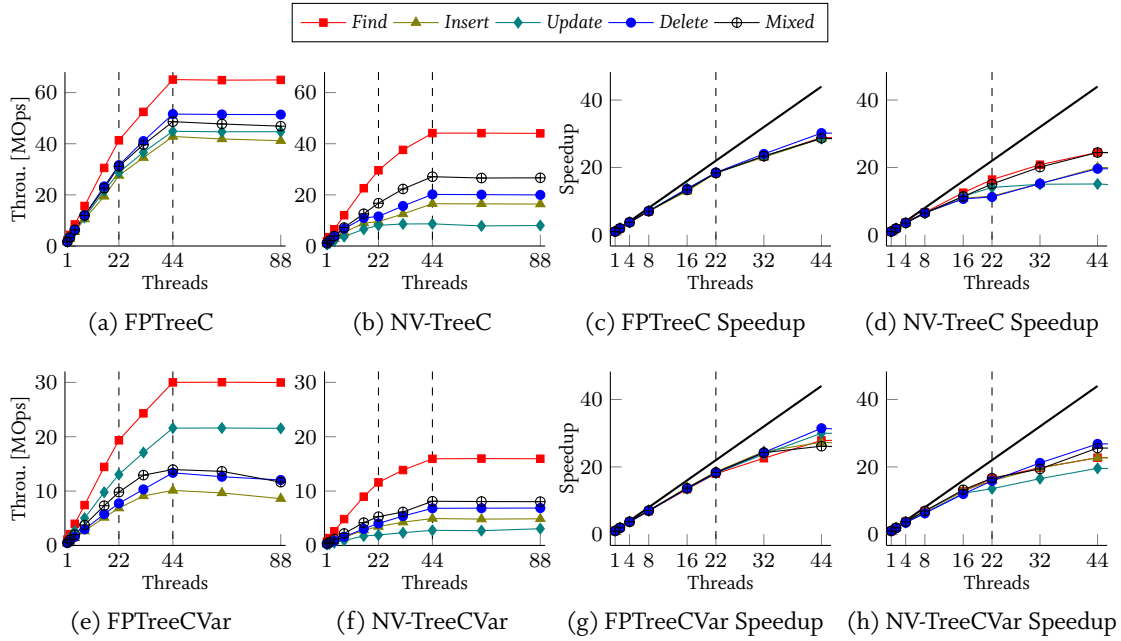 Find Insert Update Delete Mixed
Throu. [MOps]
60
40
20
0
1 22 44 88
Threads
(a) FPTreeC
60
40
20
0
1 22 44 88
Threads
(b) NV-TreeC
Speedup
40
20
0
1 4 8 16 22 32 44
Threads
(c) FPTreeC Speedup
40
20
0
1 4 8 16 22 32 44
Threads
(d) NV-TreeC Speedup
Throu. [MOps]
30
20
10
0
1 22 44 88
Threads
(e) FPTreeCVar
30
20
10
0
1 22 44 88
Threads
(f) NV-TreeCVar
Speedup
40
20
0
1 4 8 16 22 32 44
Threads
(g) FPTreeCVar Speedup
40
20
0
1 4 8 16 22 32 44
Threads
(h) NV-TreeCVar Speedup